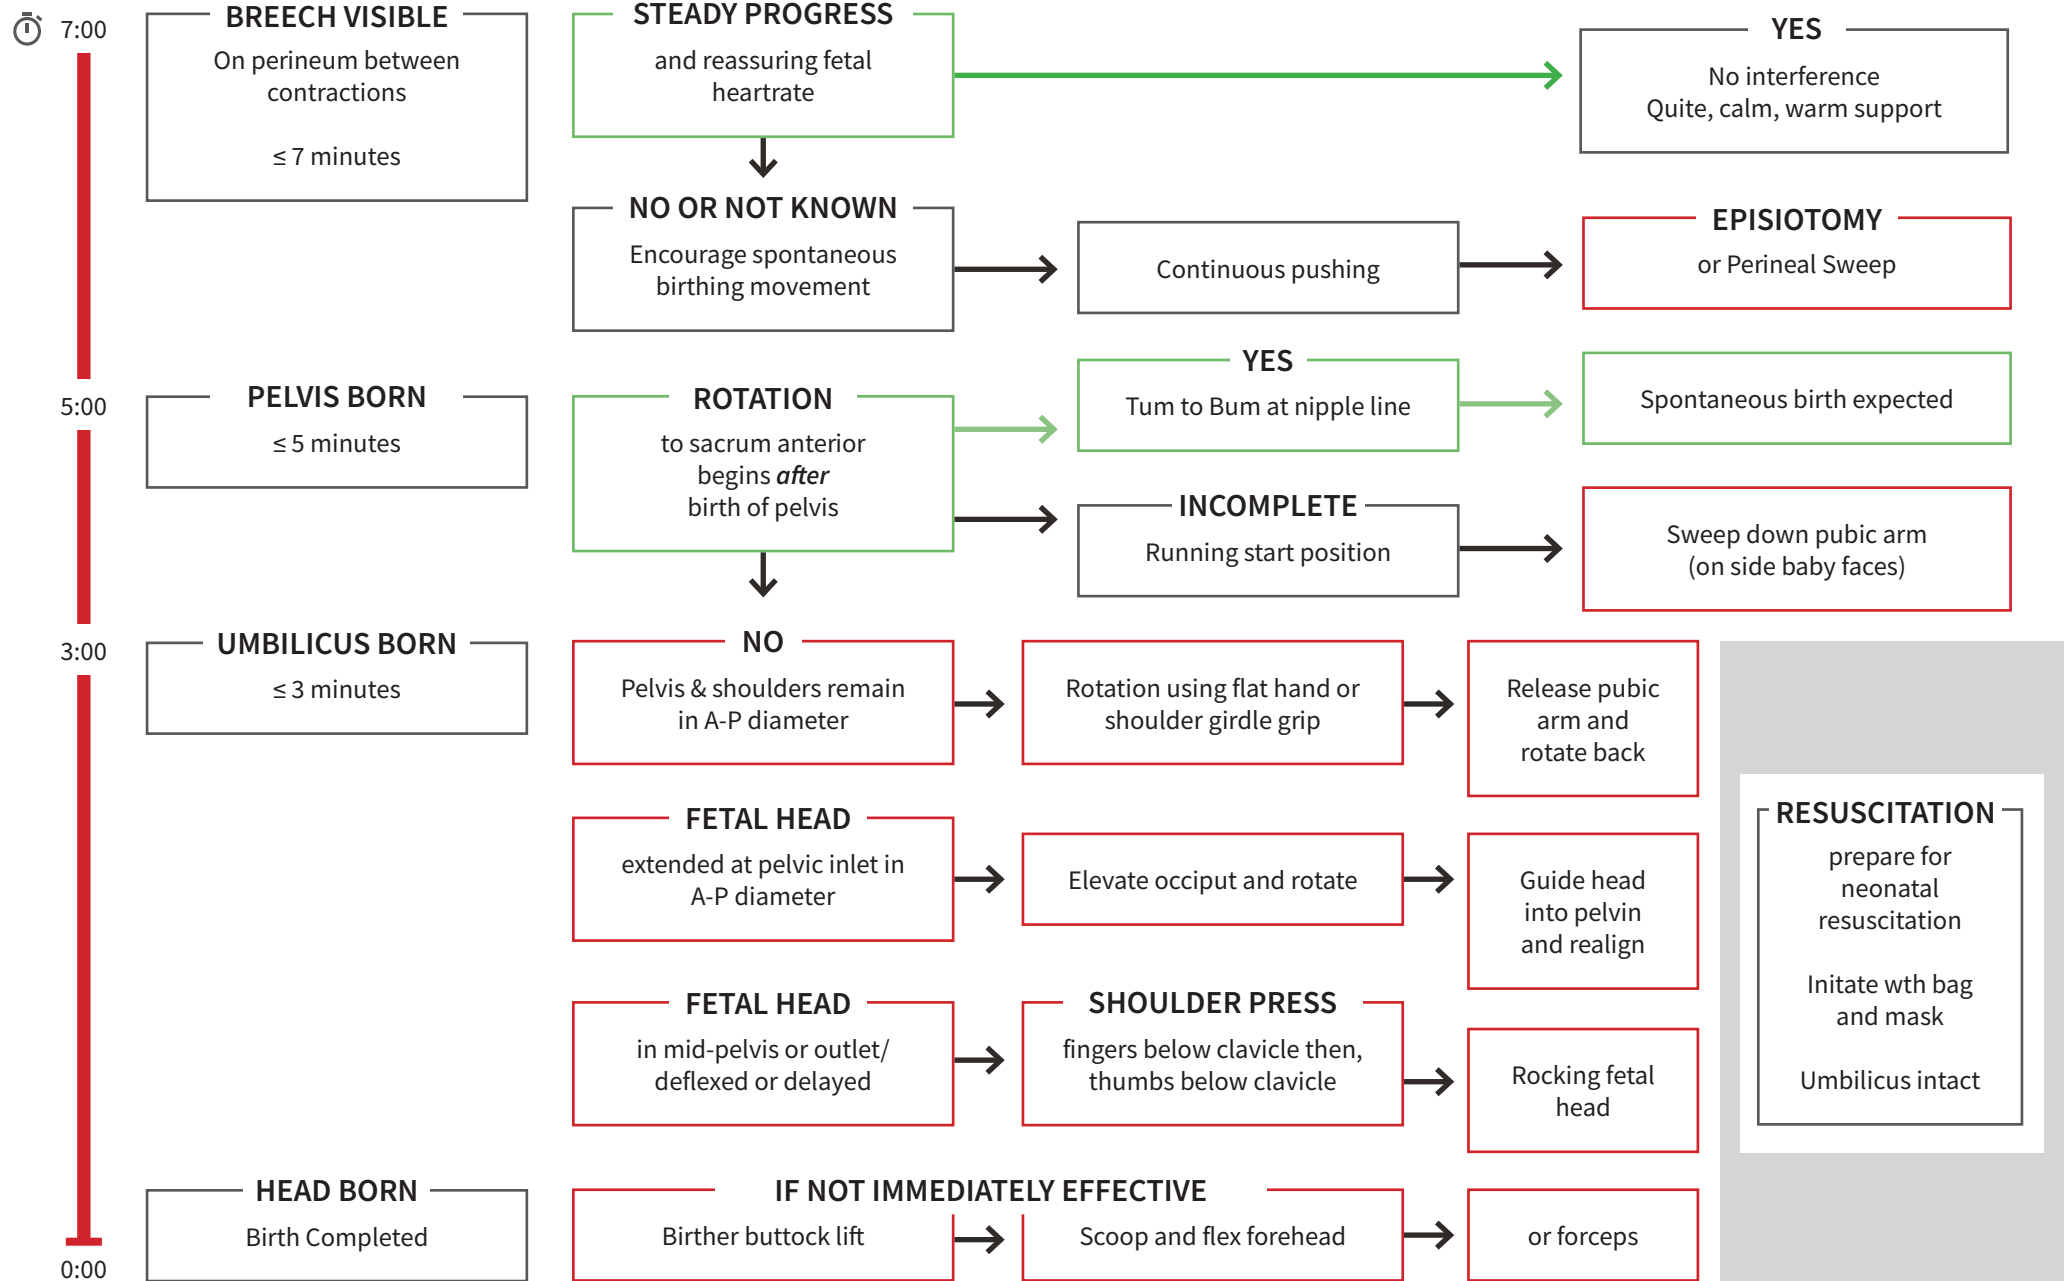 7:00
BREECH VISIBLE
On perineum between
contractions
≤ 7 minutes
STEADY PROGRESS
and reassuring fetal
heartrate
YES
No interference
Quite, calm, warm support
NO OR NOT KNOWN
Encourage spontaneous
birthing movement
Continuous pushing
EPISIOTOMY
or Perineal Sweep
5:00
PELVIS BORN
≤ 5 minutes
ROTATION
to sacrum anterior
begins after
birth of pelvis
YES
Tum to Bum at nipple line
Spontaneous birth expected
INCOMPLETE
Running start position
Sweep down pubic arm
(on side baby faces)
3:00
UMBILICUS BORN
≤ 3 minutes
NO
Pelvis & shoulders remain
in A-P diameter
Rotation using flat hand or
shoulder girdle grip
Release pubic
arm and
rotate back
FETAL HEAD
extended at pelvic inlet in
A-P diameter
Elevate occiput and rotate
Guide head
into pelvin
and realign
FETAL HEAD
in mid-pelvis or outlet/
deflexed or delayed
SHOULDER PRESS
fingers below clavicle then,
thumbs below clavicle
Rocking fetal
head
RESUSCITATION
prepare for
neonatal
resuscitation
Initate wth bag
and mask
Umbilicus intact
HEAD BORN
Birth Completed
IF NOT IMMEDIATELY EFFECTIVE
Birther buttock lift
Scoop and flex forehead
or forceps
0:00